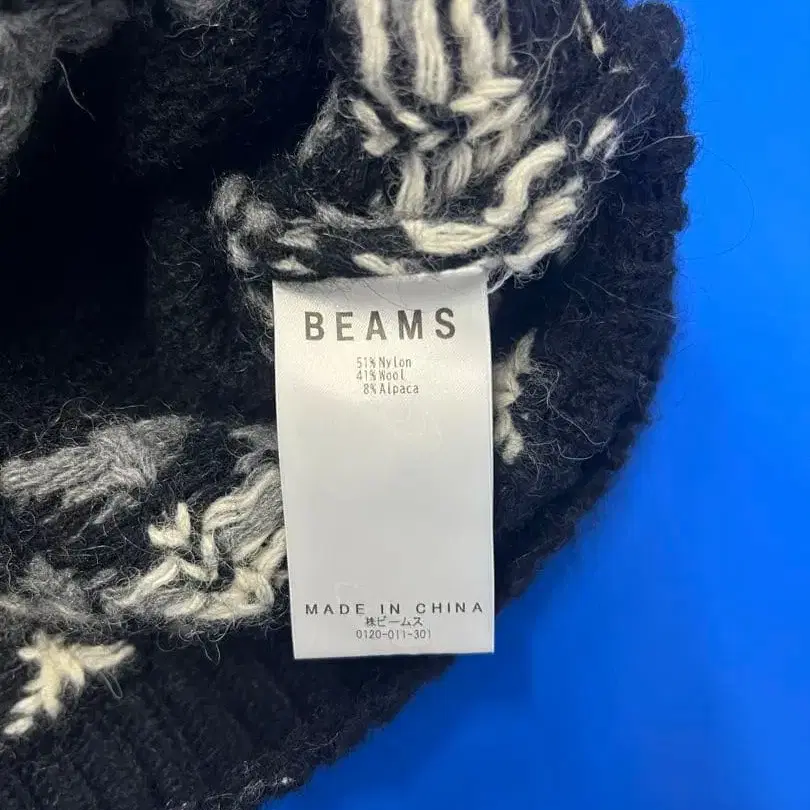 BEAMS
51% Nylon
41% Wool
8% Alpaca
MADE IN CHINA
㈱ビームス
0120-011-301